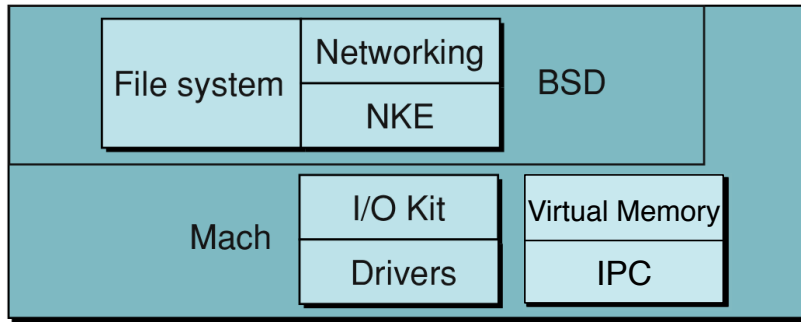 File system
Networking
NKE
BSD
Mach
I/O Kit
Drivers
Virtual Memory
IPC